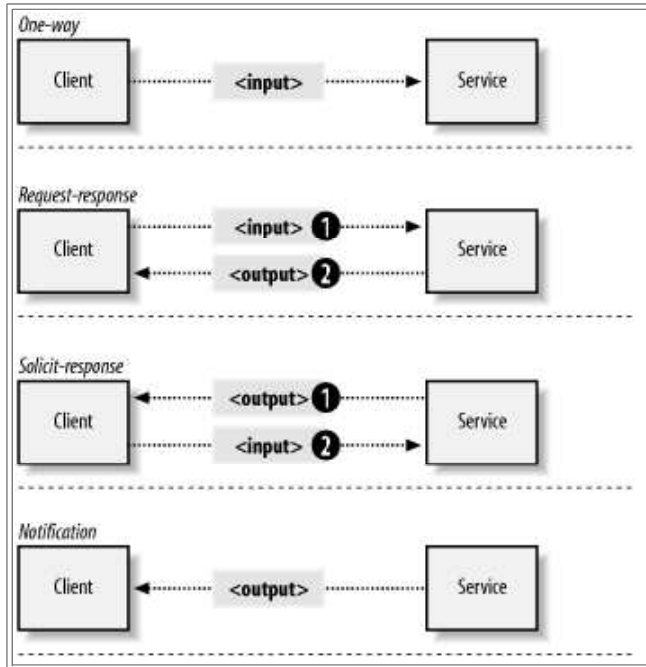 One-way
Client <input> Service
Request-response
<input> 1
Client Service
<output> 2
Solicit-response
<output> 1
Client Service
<input> 2
Notification
Client <output> Service